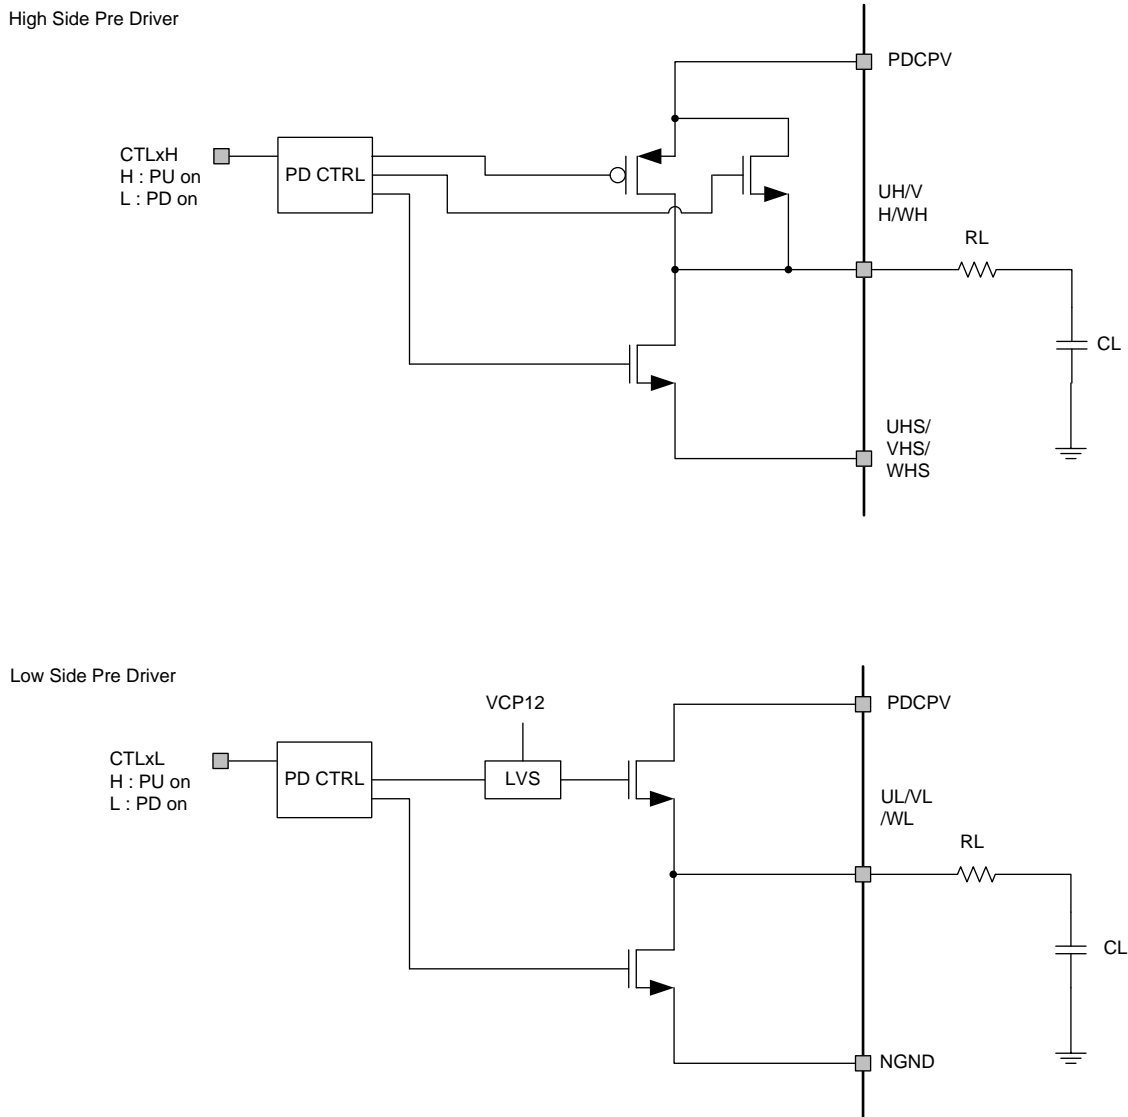 High Side Pre Driver
PDCPV
CTLxH
H : PU on
L : PD on
PD CTRL
UH/V
H/WH
RL
CL
UHS/
VHS/
WHS
Low Side Pre Driver
VCP12
PDCPV
CTLxL
H : PU on
L : PD on
PD CTRL
LVS
UL/VL
/WL
RL
CL
NGND